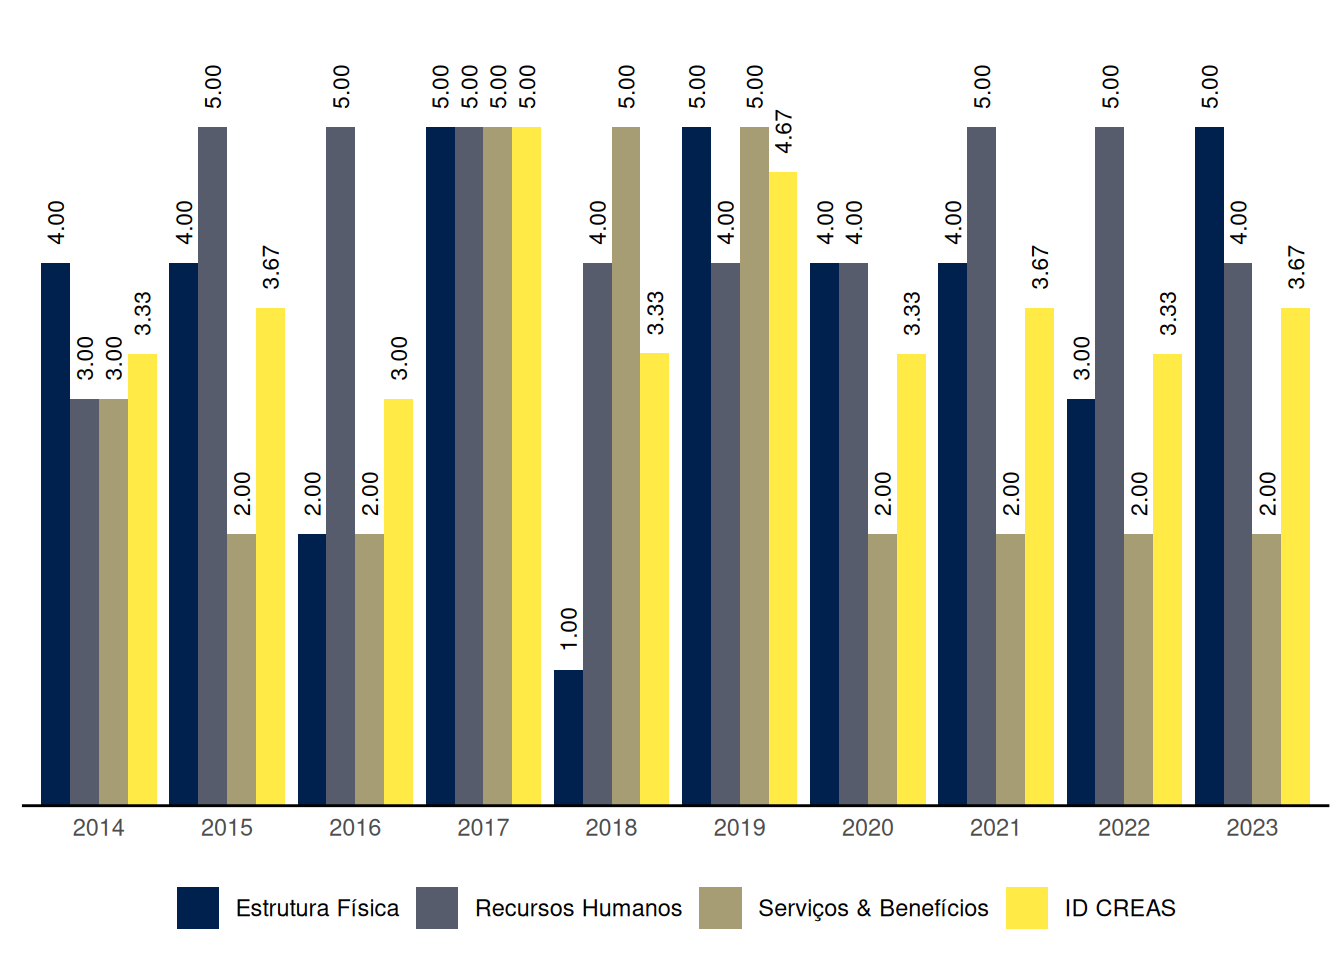 4.00 3.00 3.00 3.33
4.00 5.00 2.00 3.67
2.00 5.00 2.00 3.00
5.00 5.00 5.00 5.00
1.00 4.00 5.00 3.33
5.00 4.00 5.00 4.67
4.00 4.00 2.00 3.33
4.00 5.00 2.00 3.67
3.00 5.00 2.00 3.33
5.00 4.00 2.00 3.67
2014 2015 2016 2017 2018 2019 2020 2021 2022 2023
Estrutura Física Recursos Humanos Serviços & Benefícios ID CREAS